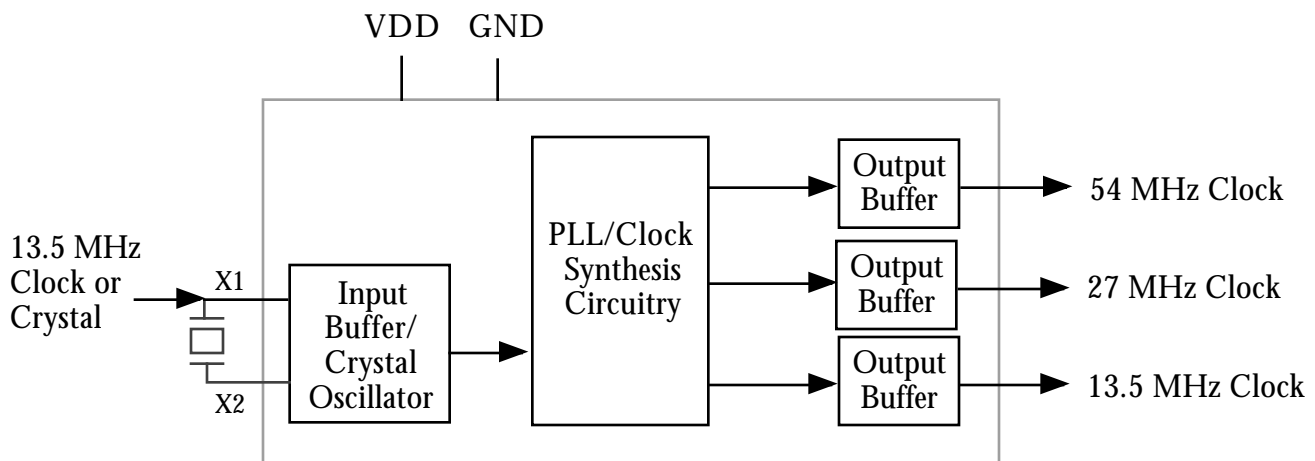 VDD GND
13.5 MHz
Clock or
Crystal
X1
X2
Input
Buffer/
Crystal
Oscillator
PLL/Clock
Synthesis
Circuitry
Output
Buffer
54 MHz Clock
Output
Buffer
27 MHz Clock
Output
Buffer
13.5 MHz Clock